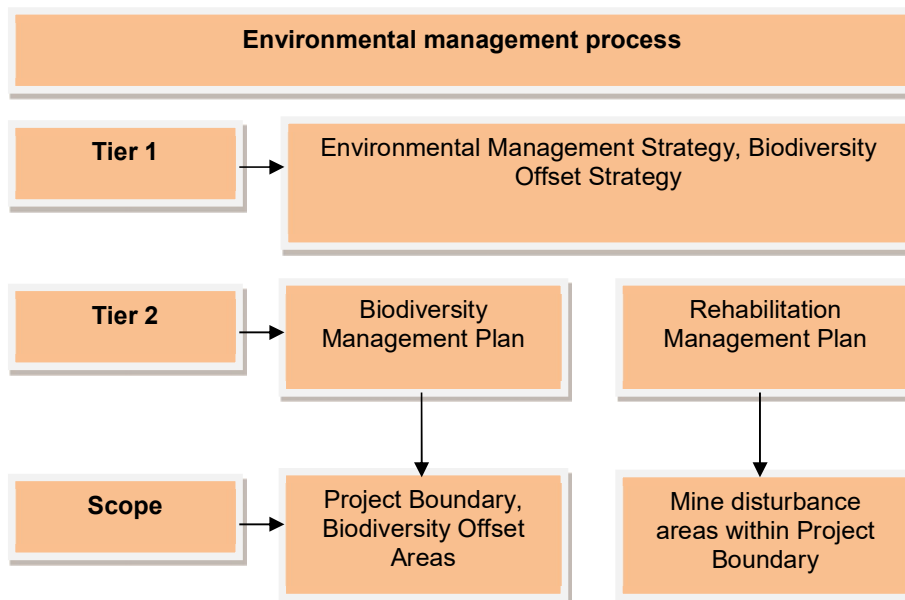 Environmental management process
Tier 1
Environmental Management Strategy, Biodiversity
Offset Strategy
Tier 2
Biodiversity
Management Plan
Rehabilitation
Management Plan
Scope
Project Boundary,
Biodiversity Offset
Areas
Mine disturbance
areas within Project
Boundary